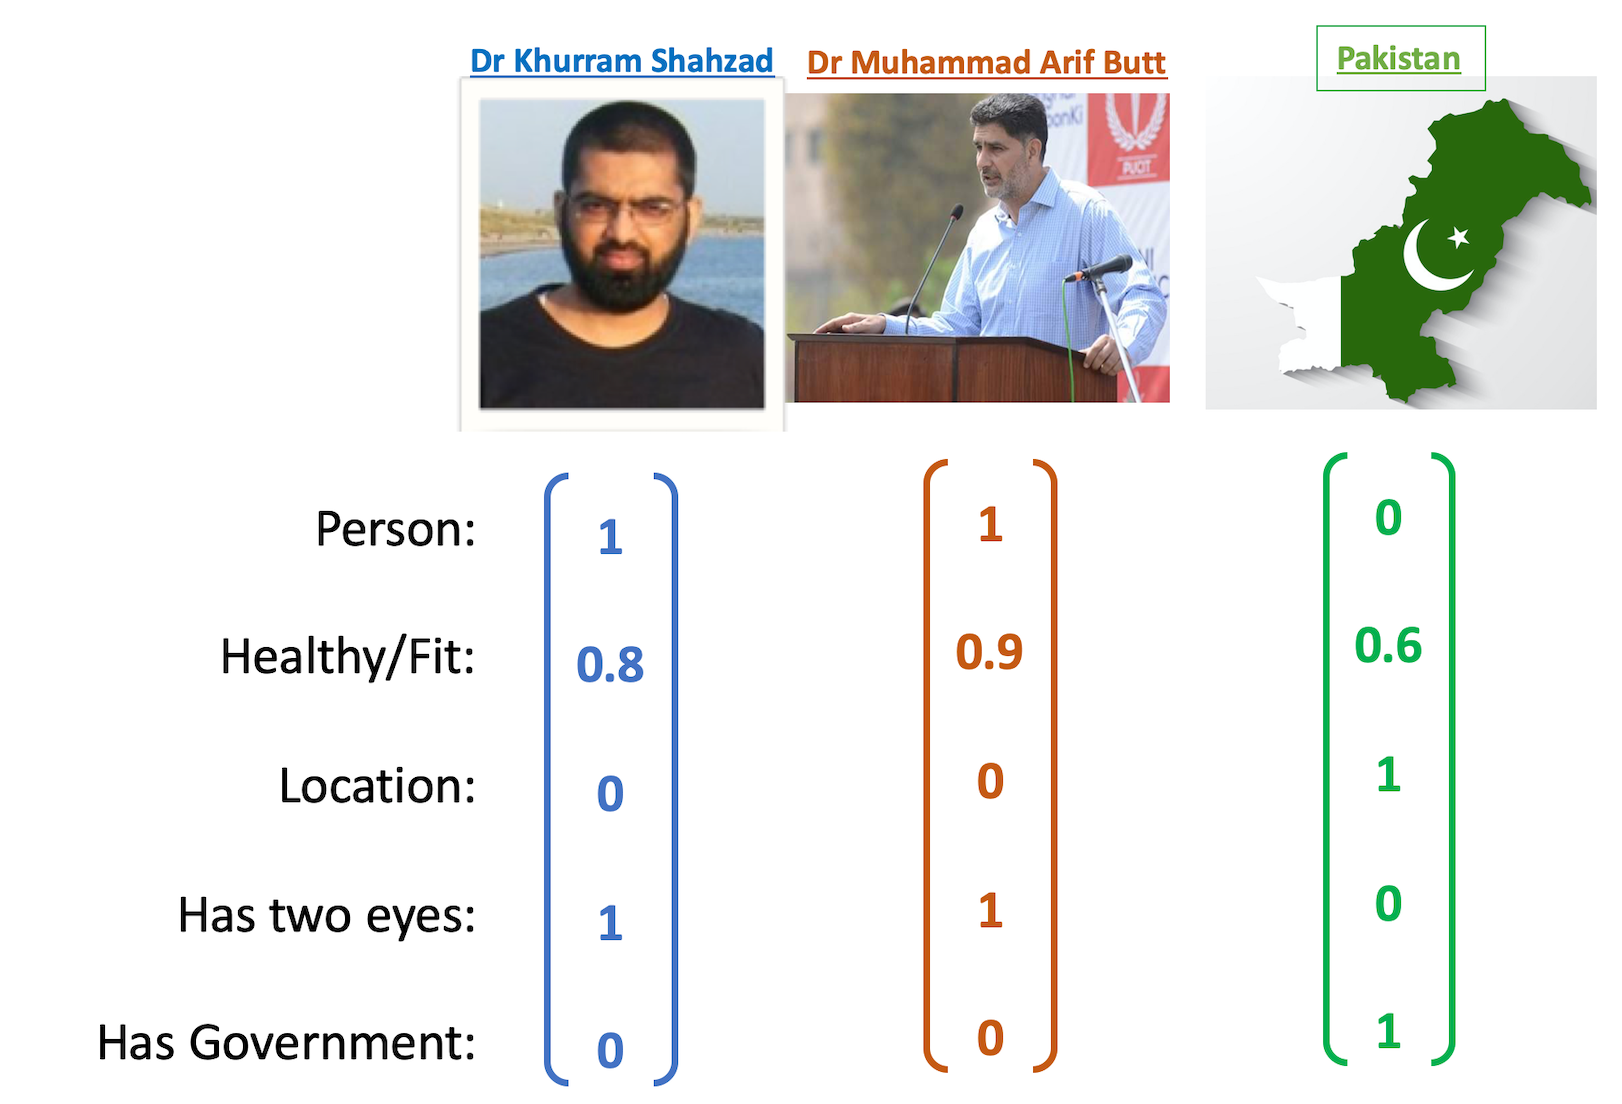 Dr Khurram Shahzad
Dr Muhammad Arif Butt
Pakistan
oonKi
PUCIT
Person: 1 1 0
Healthy/Fit: 0.8 0.9 0.6
Location: 0 0 1
Has two eyes: 1 1 0
Has Government: 0 0 1